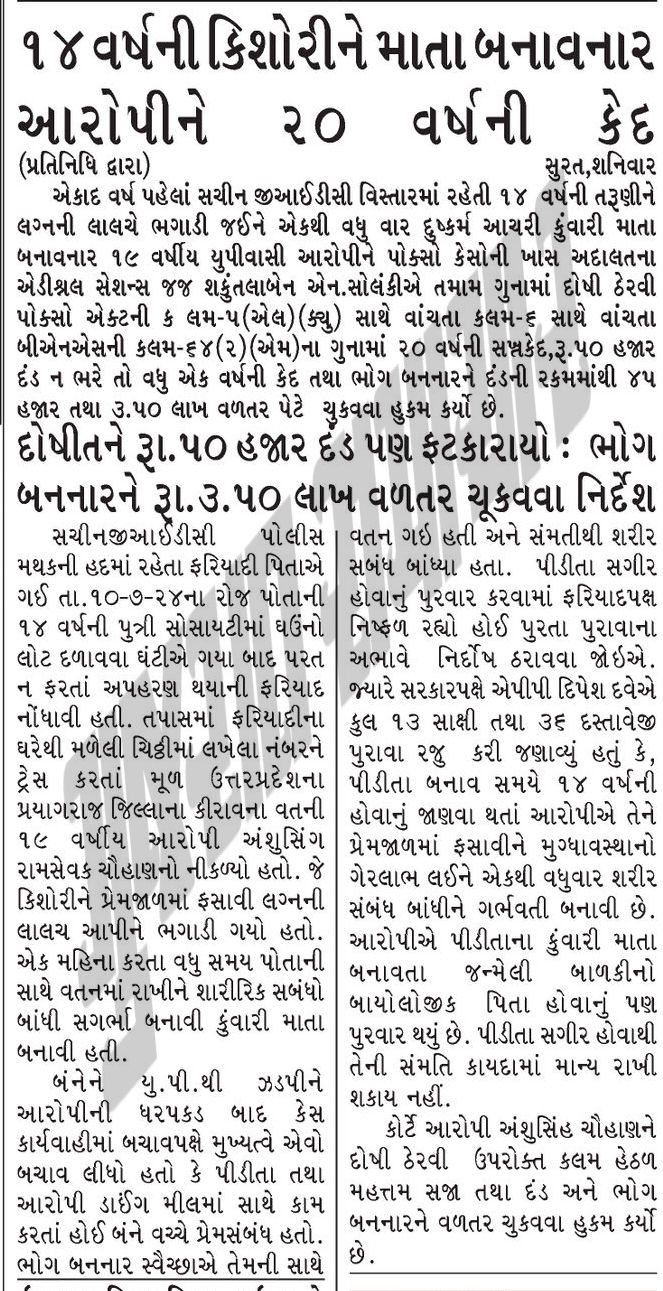 ૧૪ વર્ષની કિશોરીને માતા બનાવનાર
આરોપીને ૨૦ વર્ષની કેદ
(પ્રતિનિધિ દ્વારા) સુરત,શનિવાર
એકાદ વર્ષ પહેલાં સચીન જીઆઈડીસી વિસ્તારમાં રહેતી ૧૪ વર્ષની તરૂણીને
લગ્નની લાલચે ભગાડી જઈને એકથી વધુ વાર દુષ્કર્મ આચરી કુંવારી માતા
બનાવનાર ૧૯ વર્ષીય યુપીવાસી આરોપીને પોક્સો કેસોની ખાસ અદાલતના
એડીશ્નલ સેશન્સ જજ શકુંતલાબેન એન.સોલંકીએ તમામ ગુનામાં દોષી ઠેરવી
પોક્સો એક્ટની ક લમ-૫(એલ)(ક્યુ) સાથે વાંચતા કલમ-૬ સાથે વાંચતા
બીએનએસની કલમ-૬૪(૨)(એમ)ના ગુનામાં ૨૦ વર્ષની સખ્તકેદ,રૂ.૫૦ હજાર
દંડ ન ભરે તો વધુ એક વર્ષની કેદ તથા ભોગ બનનારને દંડની રકમમાંથી ૪૫
હજાર તથા ૩.૫૦ લાખ વળતર પેટે ચુકવવા હુકમ કર્યો છે.
દોષીતને રૂા.૫૦ હજાર દંડ પણ ફટકારાયો : ભોગ
બનનારને રૂા.૩.૫૦ લાખ વળતર ચૂકવવા નિર્દેશ
સચીનજીઆઈડીસી પોલીસ
મથકની હદમાં રહેતા ફરિયાદી પિતાએ
ગઈ તા.૧૦-૭-૨૪ના રોજ પોતાની
૧૪ વર્ષની પુત્રી સોસાયટીમાં ઘઉંનો
લોટ દળાવવા ઘંટીએ ગયા બાદ પરત
ન ફરતાં અપહરણ થયાની ફરિયાદ
નોંધાવી હતી. તપાસમાં ફરિયાદીના
ઘરેથી મળેલી ચિઠ્ઠીમાં લખેલા નંબરને
ટ્રેસ કરતાં મૂળ ઉત્તરપ્રદેશના
પ્રયાગરાજ જિલ્લાના કીરાવના વતની
૧૯ વર્ષીય આરોપી અંશુસિંગ
રામસેવક ચૌહાણનો નીકળ્યો હતો. જે
કિશોરીને પ્રેમજાળમાં ફસાવી લગ્નની
લાલચ આપીને ભગાડી ગયો હતો.
એક મહિના કરતા વધુ સમય પોતાની
સાથે વતનમાં રાખીને શારીરિક સબંધો
બાંધી સગર્ભા બનાવી કુંવારી માતા
બનાવી હતી.
બંનેને યુ.પી.થી ઝડપીને
આરોપીની ધરપકડ બાદ કેસ
કાર્યવાહીમાં બચાવપક્ષે મુખ્યત્વે એવો
બચાવ લીધો હતો કે પીડીતા તથા
આરોપી ડાઈંગ મીલમાં સાથે કામ
કરતાં હોઈ બંને વચ્ચે પ્રેમસંબંધ હતો.
ભોગ બનનાર સ્વૈચ્છાએ તેમની સાથે
વતન ગઇ હતી અને સંમતીથી શરીર
સબંધ બાંધ્યા હતા. પીડીતા સગીર
હોવાનું પુરવાર કરવામાં ફરિયાદપક્ષ
નિષ્ફળ રહ્યો હોઈ પુરતા પુરાવાના
અભાવે નિર્દોષ ઠરાવવા જોઇએ.
જ્યારે સરકારપક્ષે એપીપી દિપેશ દવેએ
કુલ ૧૩ સાક્ષી તથા ૩૬ દસ્તાવેજી
પુરાવા રજુ કરી જણાવ્યું હતું કે,
પીડીતા બનાવ સમયે ૧૪ વર્ષની
હોવાનું જાણવા થતાં આરોપીએ તેને
પ્રેમજાળમાં ફસાવીને મુગ્ધાવસ્થાનો
ગેરલાભ લઈને એકથી વધુવાર શરીર
સંબંધ બાંધીને ગર્ભવતી બનાવી છે.
આરોપીએ પીડીતાના કુંવારી માતા
બનાવતા જન્મેલી બાળકીનો
બાયોલોજીક પિતા હોવાનું પણ
પુરવાર થયું છે. પીડીતા સગીર હોવાથી
તેની સંમતિ કાયદામાં માન્ય રાખી
શકાય નહીં.
કોર્ટે આરોપી અંશુસિંહ ચૌહાણને
દોષી ઠેરવી ઉપરોક્ત કલમ હેઠળ
મહત્તમ સજા તથા દંડ અને ભોગ
બનનારને વળતર ચુકવવા હુકમ કર્યો
છે.